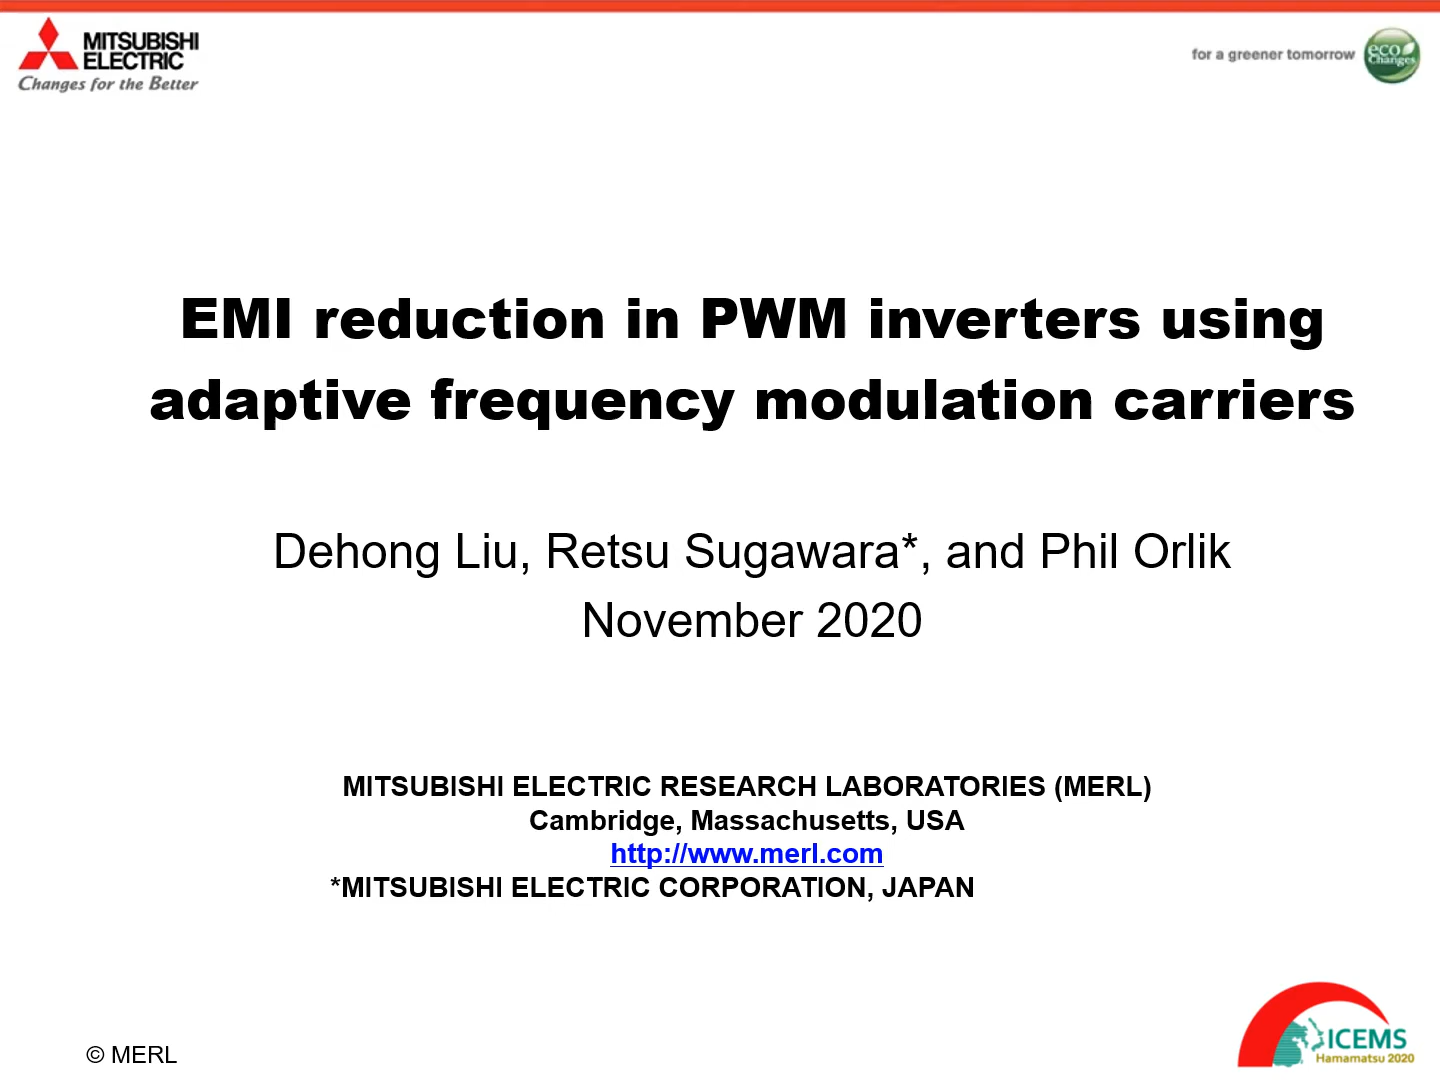 MITSUBISHI
ELECTRIC
Changes for the Better
for a greener tomorrow
eco
Changes
EMI reduction in PWM inverters using
adaptive frequency modulation carriers
Dehong Liu, Retsu Sugawara*, and Phil Orlik
November 2020
MITSUBISHI ELECTRIC RESEARCH LABORATORIES (MERL)
Cambridge, Massachusetts, USA
http://www.merl.com
*MITSUBISHI ELECTRIC CORPORATION, JAPAN
© MERL
ICEMS
Hamamatsu 2020